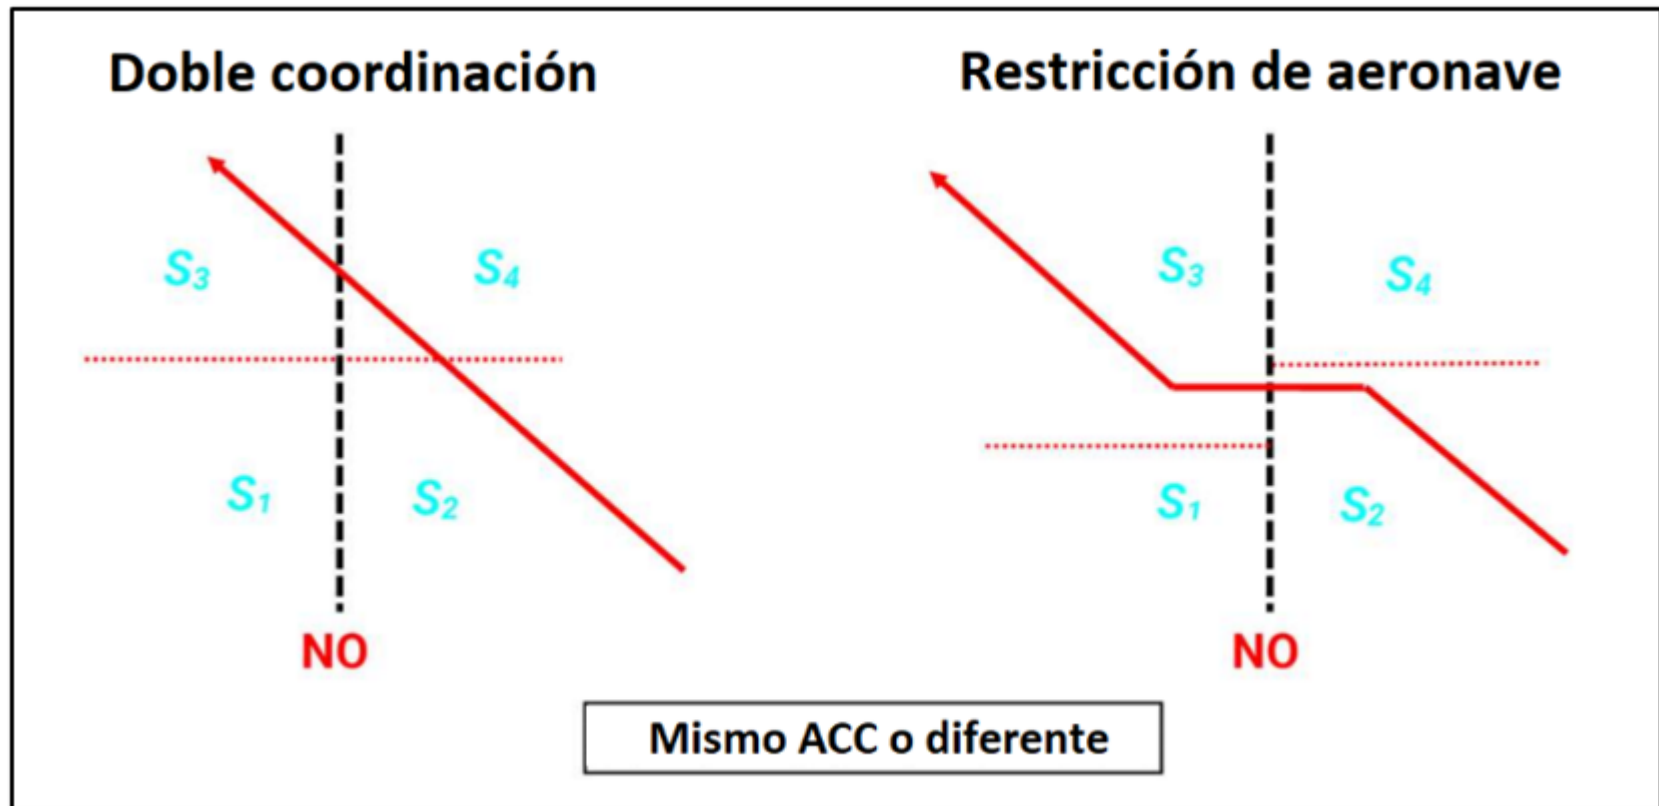 Doble coordinación
Restricción de aeronave
S₃
S₄
S₃
S₄
S₁
S₂
S₁
S₂
NO
NO
Mismo ACC o diferente